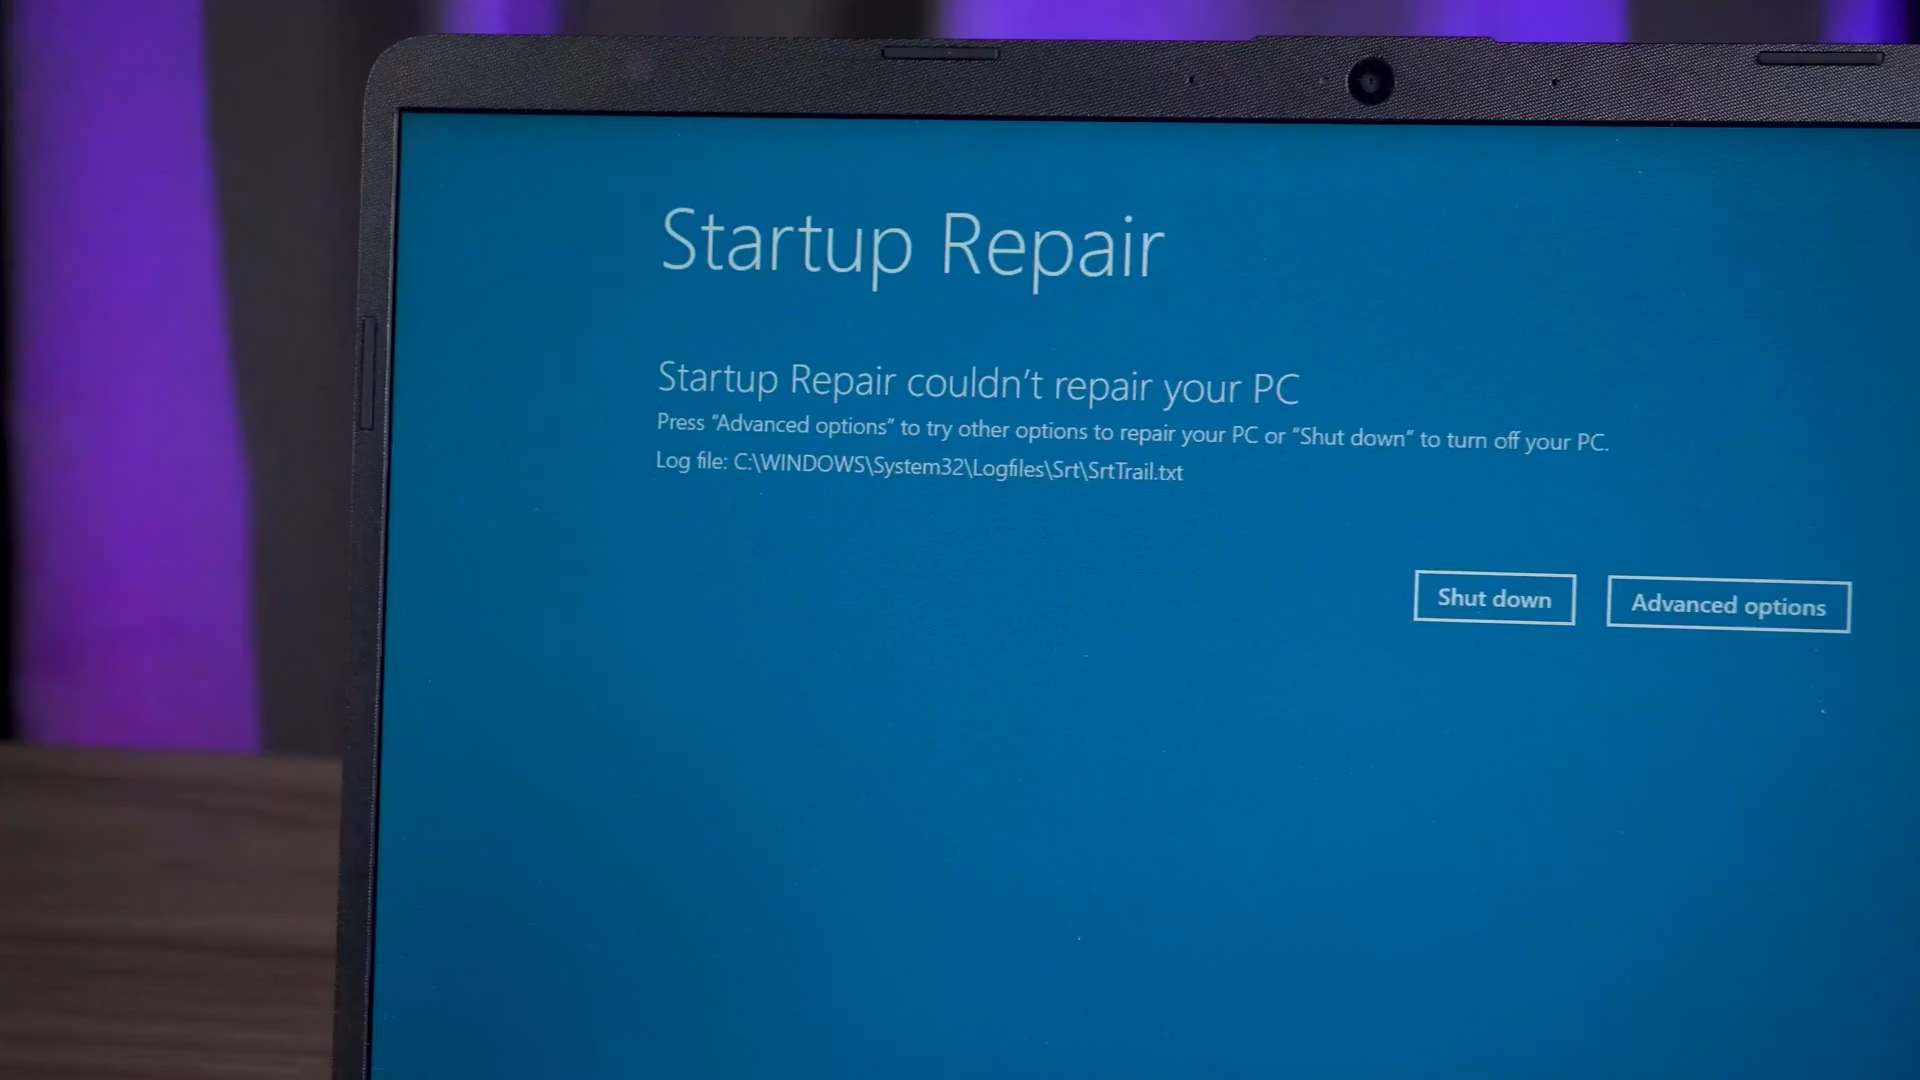 Startup Repair
Startup Repair couldn't repair your PC
Press “Advanced options” to try other options to repair your PC or “Shut down” to turn off your PC.
Log file: C:\WINDOWS\System32\Logfiles\Srt\SrtTrail.txt
Shut down
Advanced options